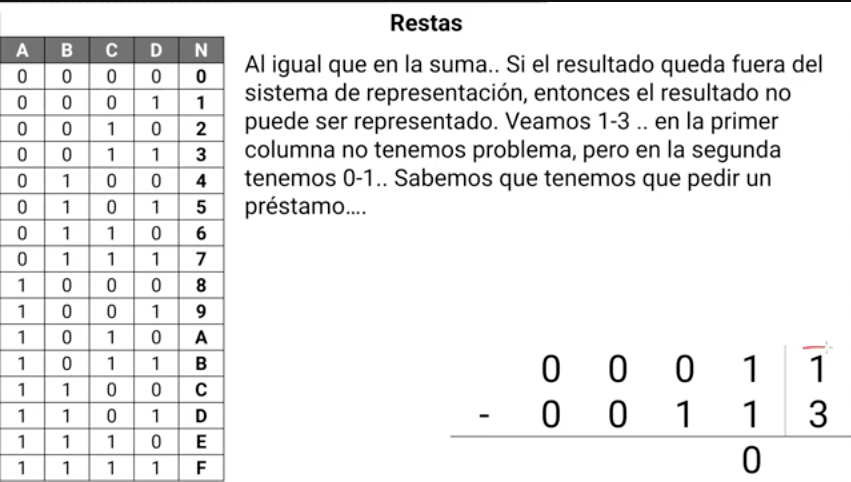 Restas
A B C D N
0 0 0 0 0
0 0 0 1 1
0 0 1 0 2
0 0 1 1 3
0 1 0 0 4
0 1 0 1 5
0 1 1 0 6
0 1 1 1 7
1 0 0 0 8
1 0 0 1 9
1 0 1 0 A
1 0 1 1 B
1 1 0 0 C
1 1 0 1 D
1 1 1 0 E
1 1 1 1 F
Al igual que en la suma.. Si el resultado queda fuera del
sistema de representación, entonces el resultado no
puede ser representado. Veamos 1-3 .. en la primer
columna no tenemos problema, pero en la segunda
tenemos 0-1.. Sabemos que tenemos que pedir un
préstamo....
0 0 0 1 1
- 0 0 1 1 3
0